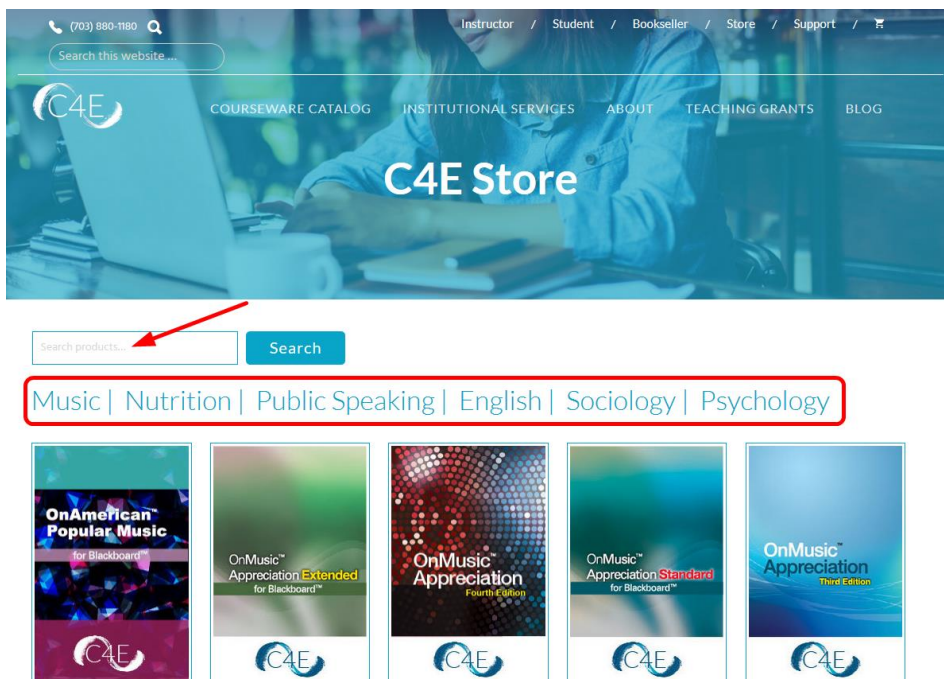 (703) 880-1180
Instructor / Student / Bookseller / Store / Support /
Search this website ...
C4E
COURSEWARE CATALOG INSTITUTIONAL SERVICES ABOUT TEACHING GRANTS BLOG
C4E Store
Search products...
Search
Music | Nutrition | Public Speaking | English | Sociology | Psychology
OnAmerican™
Popular Music
for Blackboard™
C4E
OnMusic™
Appreciation Extended
for Blackboard™
C4E
OnMusic™
Appreciation
Fourth Edition
C4E
OnMusic™
Appreciation Standard
for Blackboard™
C4E
OnMusic™
Appreciation
Third Edition
C4E